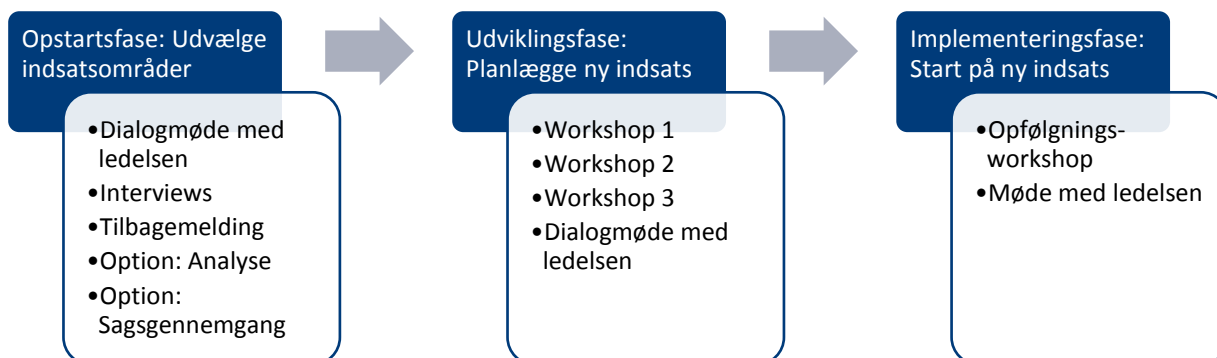 Opstartsfase: Udvælge
indsatsområder
•Dialogmøde med
ledelsen
•Interviews
•Tilbagemelding
•Option: Analyse
•Option:
Sagsgennemgang
Udviklingsfase:
Planlægge ny indsats
•Workshop 1
•Workshop 2
•Workshop 3
•Dialogmøde med
ledelsen
Implementeringsfase:
Start på ny indsats
•Opfølgnings-
workshop
•Møde med ledelsen